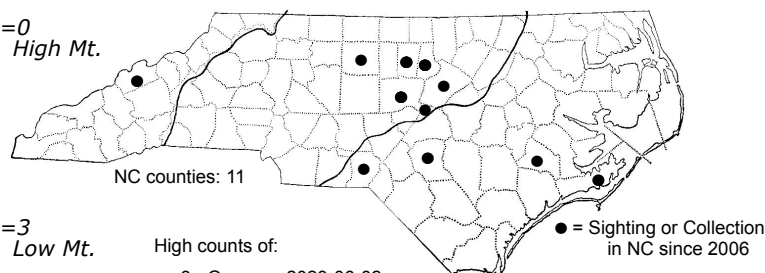 =0
High Mt.
NC counties: 11
=3
Low Mt.
High counts of:
● = Sighting or Collection
in NC since 2006